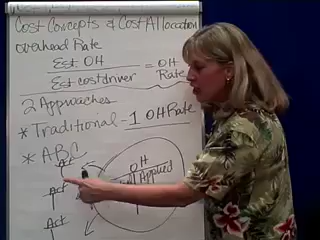 Cost Concepts & Cost Allocation
overhead Rate
Est OH
Est cost driver
= OH Rate
2 Approaches
* Traditional - 1 OH Rate
* ABC
Act
Act
Act
OH
Applied